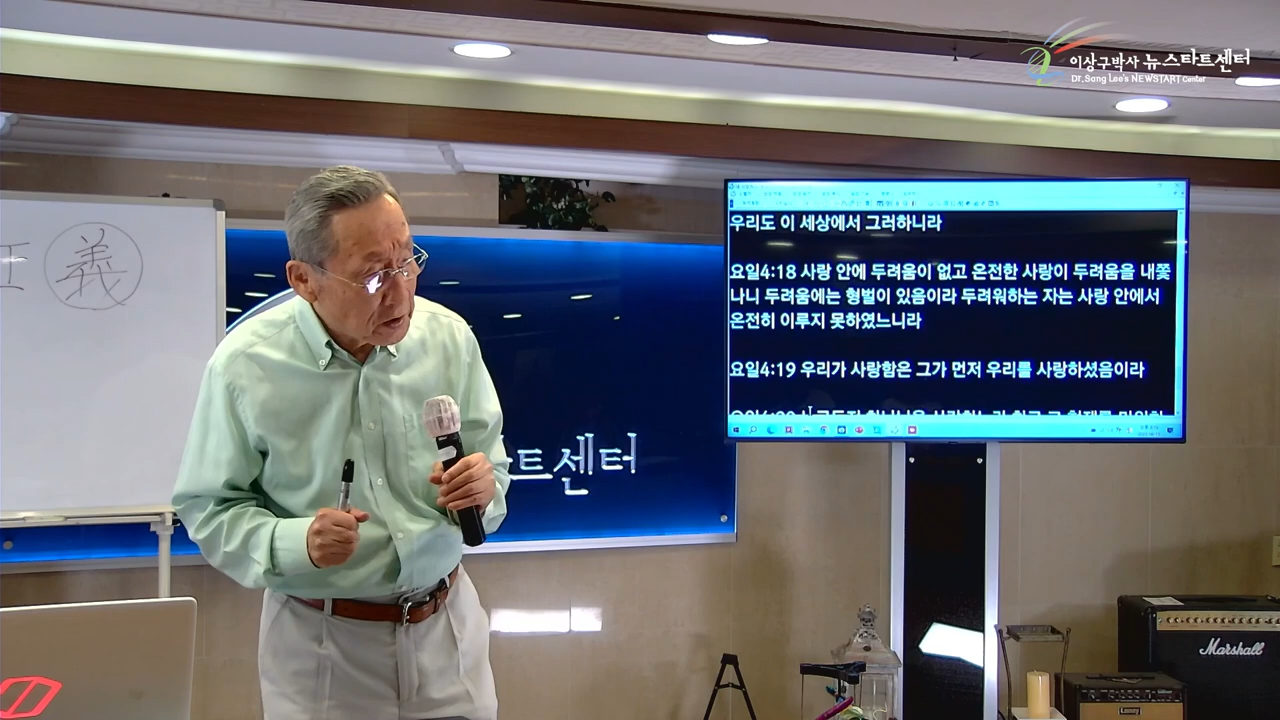 이상구박사 뉴스타트센터
Dr. Sang Lee's NEWSTART Center
正 義
우리도 이 세상에서 그러하니라
요일4:18 사랑 안에 두려움이 없고 온전한 사랑이 두려움을 내쫓
나니 두려움에는 형벌이 있음이라 두려워하는 자는 사랑 안에서
온전히 이루지 못하였느니라
요일4:19 우리가 사랑함은 그가 먼저 우리를 사랑하셨음이라
트센터
Marshall